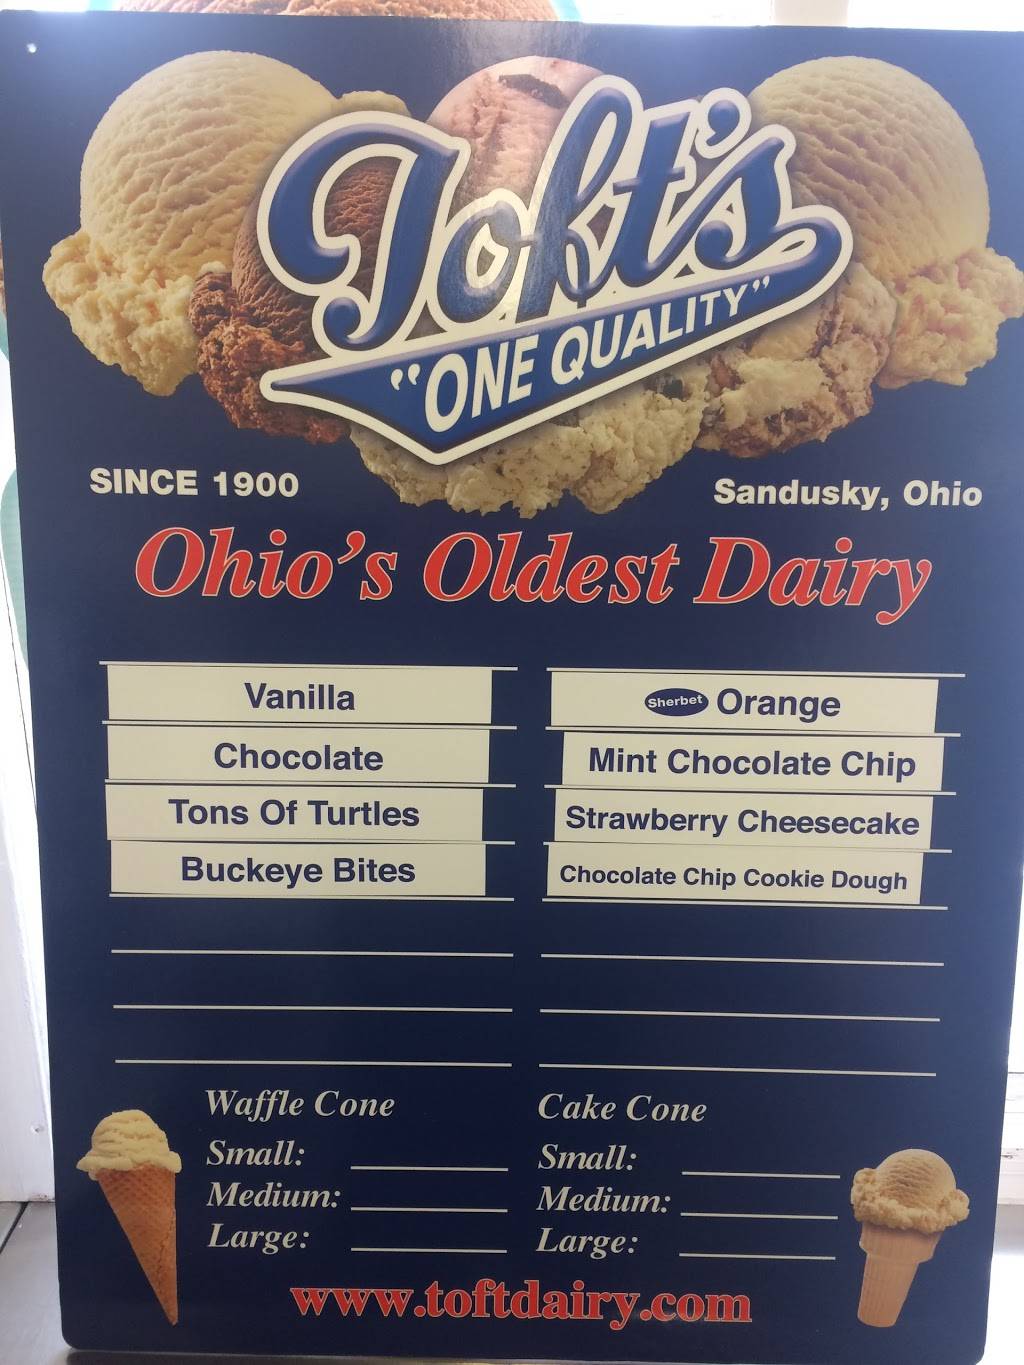 Toft's
"ONE QUALITY"
SINCE 1900
Sandusky, Ohio
Ohio's Oldest Dairy
Vanilla
Chocolate
Tons Of Turtles
Buckeye Bites
Sherbet Orange
Mint Chocolate Chip
Strawberry Cheesecake
Chocolate Chip Cookie Dough
Waffle Cone
Small:
Medium:
Large:
Cake Cone
Small:
Medium:
Large:
www.toftdairy.com